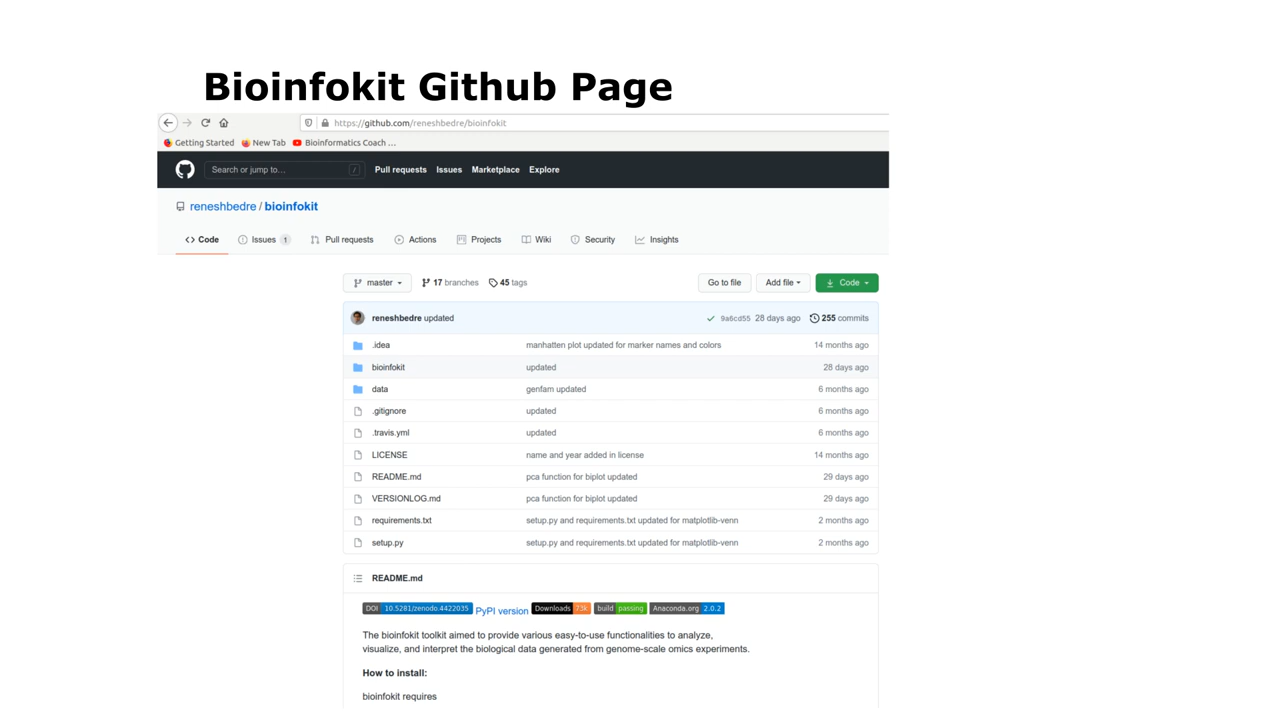 Bioinfokit Github Page
https://github.com/reneshbedre/bioinfokit
Getting Started New Tab Bioinformatics Coach ...
Search or jump to... / Pull requests Issues Marketplace Explore
reneshbedre / bioinfokit
Code Issues 1 Pull requests Actions Projects Wiki Security Insights
master 17 branches 45 tags Go to file Add file Code
reneshbedre updated 9a6cd55 28 days ago 255 commits
.idea manhatten plot updated for marker names and colors 14 months ago
bioinfokit updated 28 days ago
data genfam updated 6 months ago
.gitignore updated 6 months ago
.travis.yml updated 6 months ago
LICENSE name and year added in license 14 months ago
README.md pca function for biplot updated 29 days ago
VERSIONLOG.md pca function for biplot updated 29 days ago
requirements.txt setup.py and requirements.txt updated for matplotlib-venn 2 months ago
setup.py setup.py and requirements.txt updated for matplotlib-venn 2 months ago
README.md
DOI 10.5281/zenodo.4422035 PyPI version Downloads 73k build passing Anaconda.org 2.0.2
The bioinfokit toolkit aimed to provide various easy-to-use functionalities to analyze,
visualize, and interpret the biological data generated from genome-scale omics experiments.
How to install:
bioinfokit requires